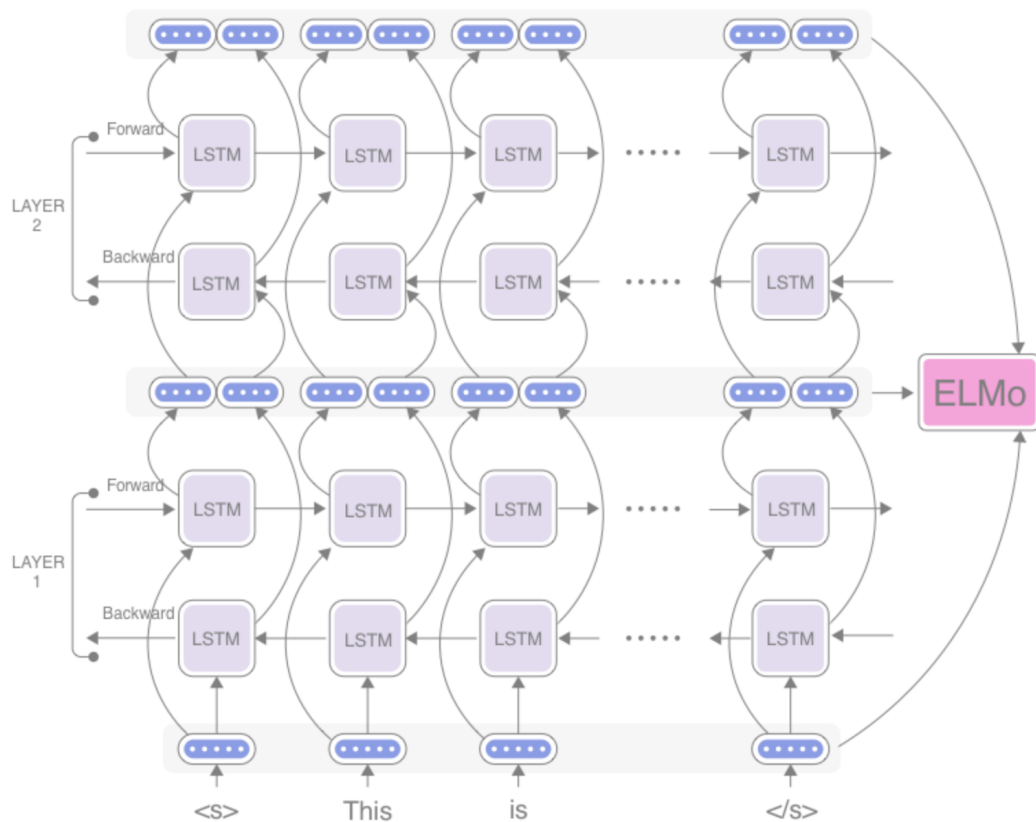 Forward
LSTM LSTM LSTM ..... LSTM
LAYER
2
Backward
LSTM LSTM LSTM ..... LSTM
ELMo
Forward
LSTM LSTM LSTM ..... LSTM
LAYER
1
Backward
LSTM LSTM LSTM ..... LSTM
<s> This is </s>